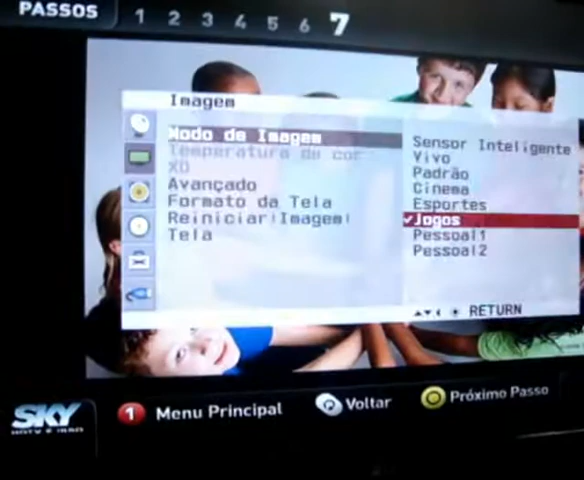 PASSOS 1 2 3 4 5 6 7
Imagem
Modo de Imagem
Temperatura de cor
XD
Avançado
Formato da Tela
Reiniciar Imagem
Tela
Sensor Inteligente
Vivo
Padrão
Cinema
Esportes
✓Jogos
Pessoal1
Pessoal2
RETURN
SKY
1 Menu Principal
Voltar
Próximo Passo